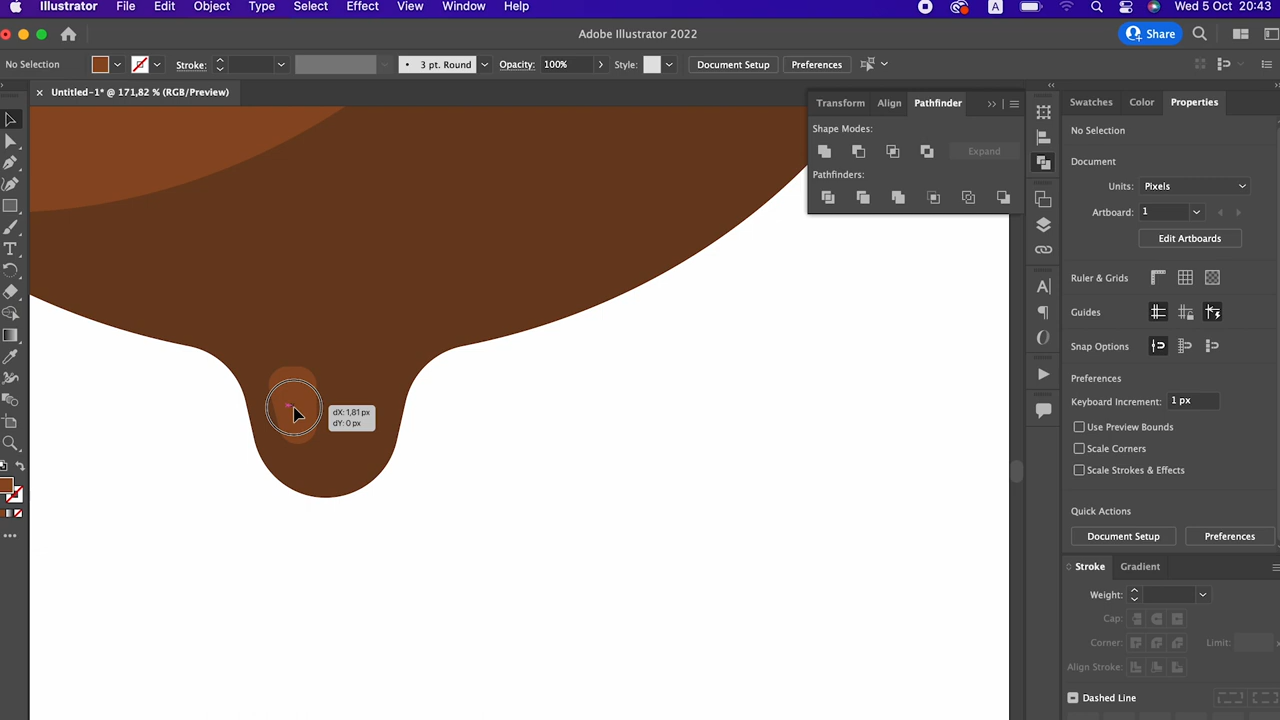 Illustrator File Edit Object Type Select Effect View Window Help A Wed 5 Oct 20:43
Adobe Illustrator 2022
Share
No Selection Stroke: 3 pt. Round Opacity: 100% Style: Document Setup Preferences
Untitled-1* @ 171,82 % (RGB/Preview)
Transform Align Pathfinder
Shape Modes:
Expand
Pathfinders:
Swatches Color Properties
No Selection
Document
Units: Pixels
Artboard: 1
Edit Artboards
Ruler & Grids
Guides
Snap Options
Preferences
Keyboard Increment: 1 px
Use Preview Bounds
Scale Corners
Scale Strokes & Effects
Quick Actions
Document Setup Preferences
Stroke Gradient
Weight:
Cap:
Corner: Limit:
Align Stroke:
Dashed Line
dX: 1,81 px
dY: 0 px